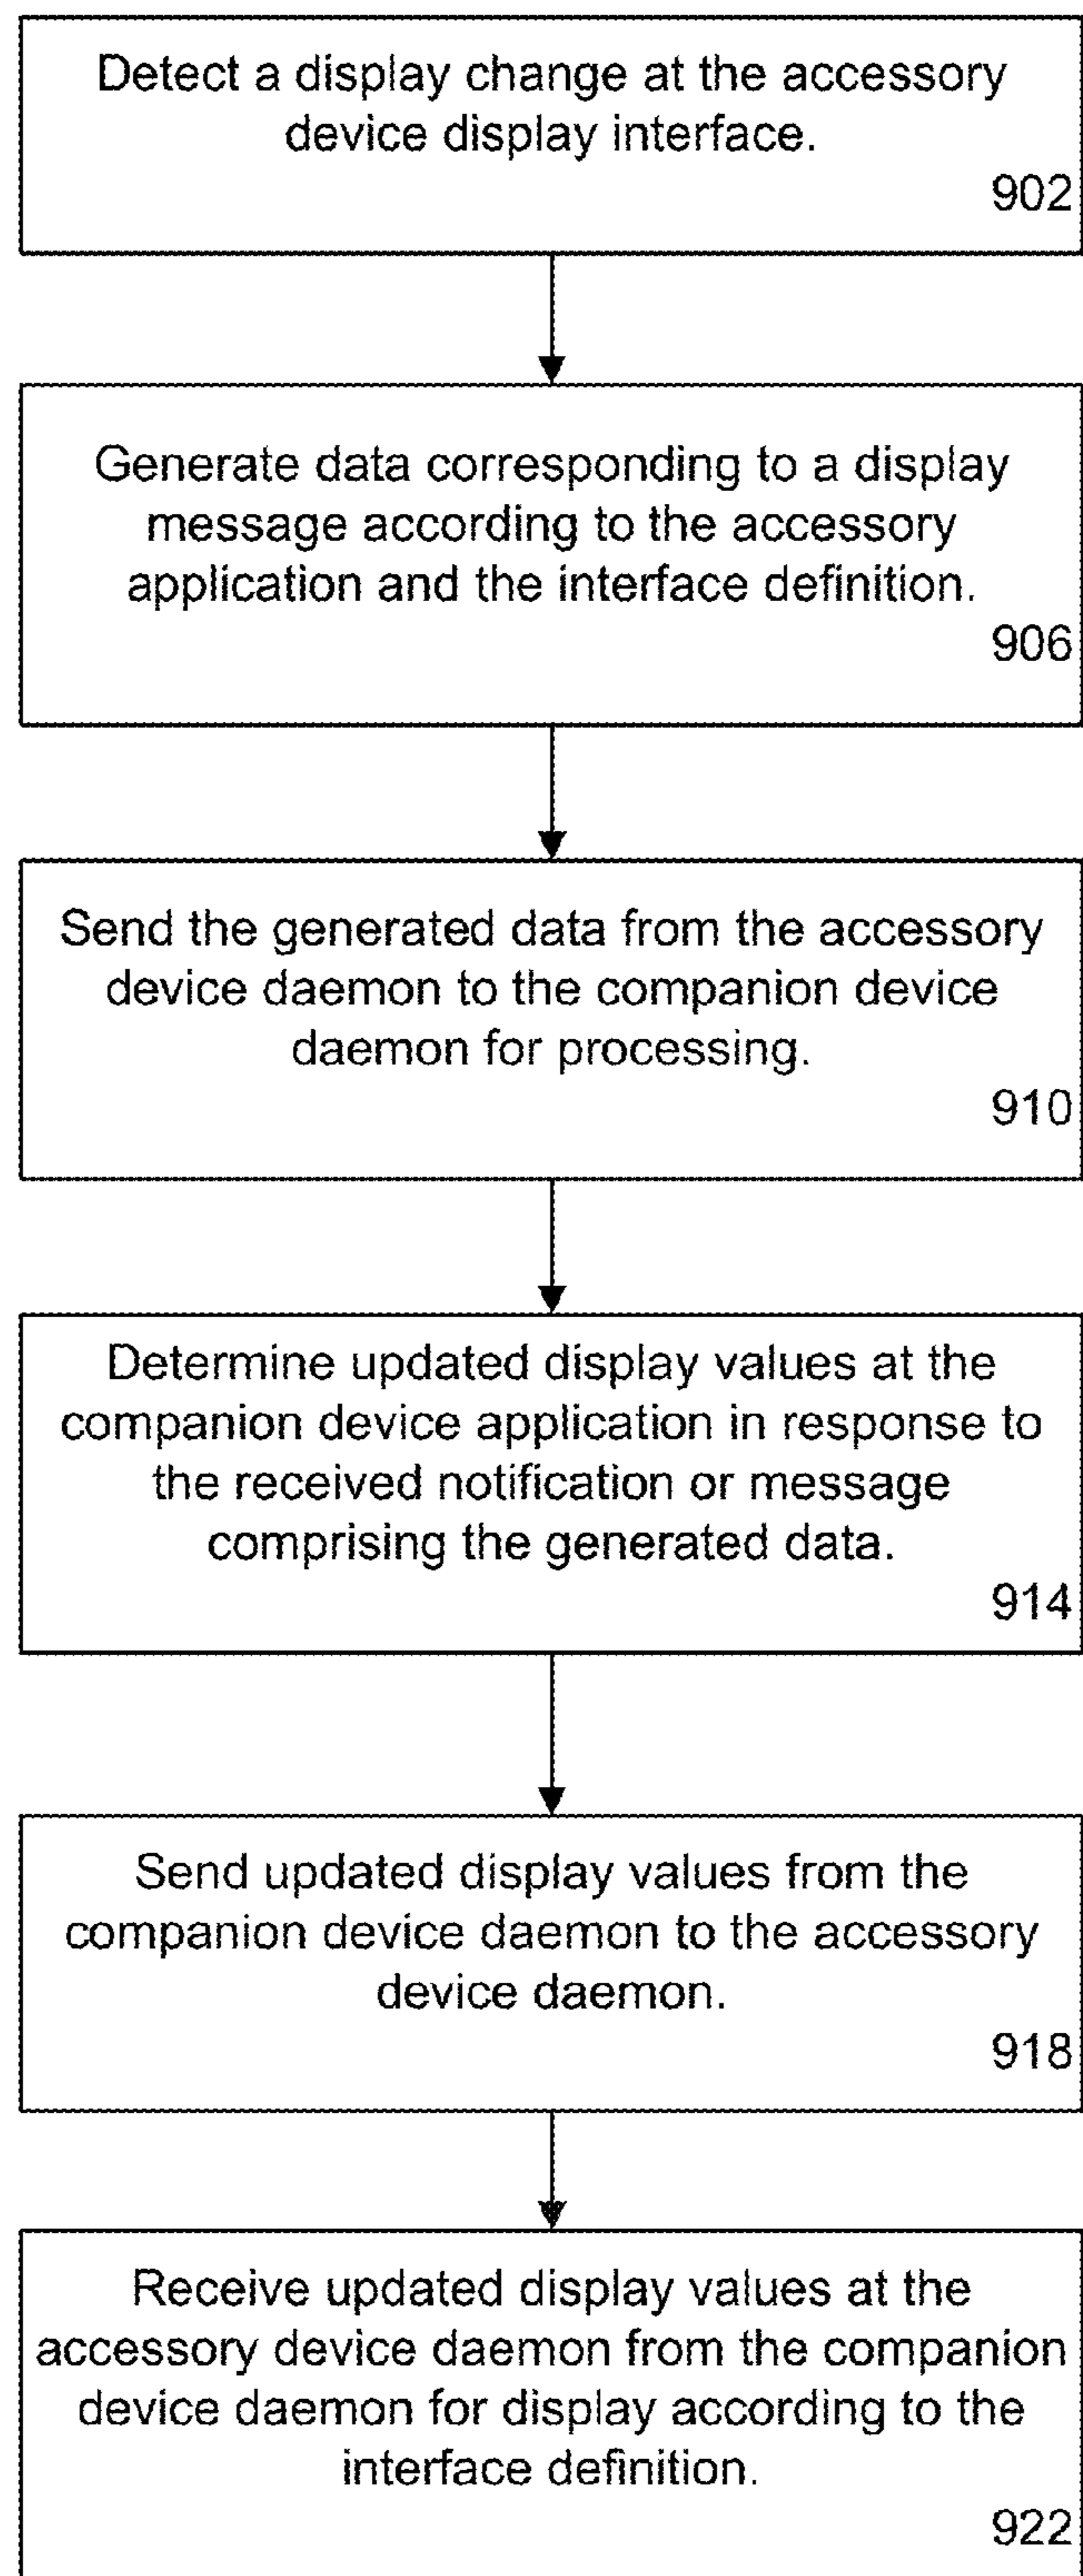 Detect a display change at the accessory
device display interface.
902
Generate data corresponding to a display
message according to the accessory
application and the interface definition.
906
Send the generated data from the accessory
device daemon to the companion device
daemon for processing.
910
Determine updated display values at the
companion device application in response to
the received notification or message
comprising the generated data.
914
Send updated display values from the
companion device daemon to the accessory
device daemon.
918
Receive updated display values at the
accessory device daemon from the companion
device daemon for display according to the
interface definition.
922